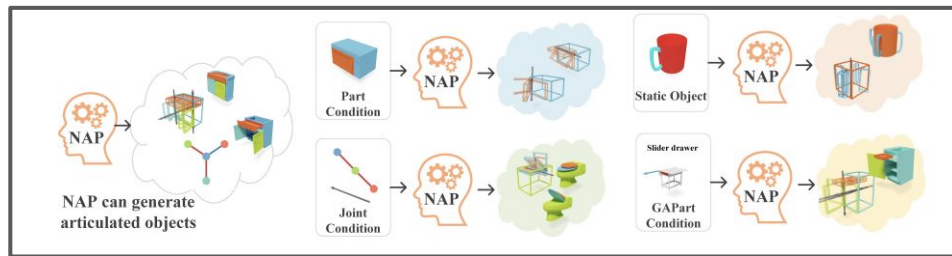 NAP
NAP can generate
articulated objects
Part
Condition
NAP
Static Object
NAP
Joint
Condition
NAP
Slider drawer
GAPart
Condition
NAP